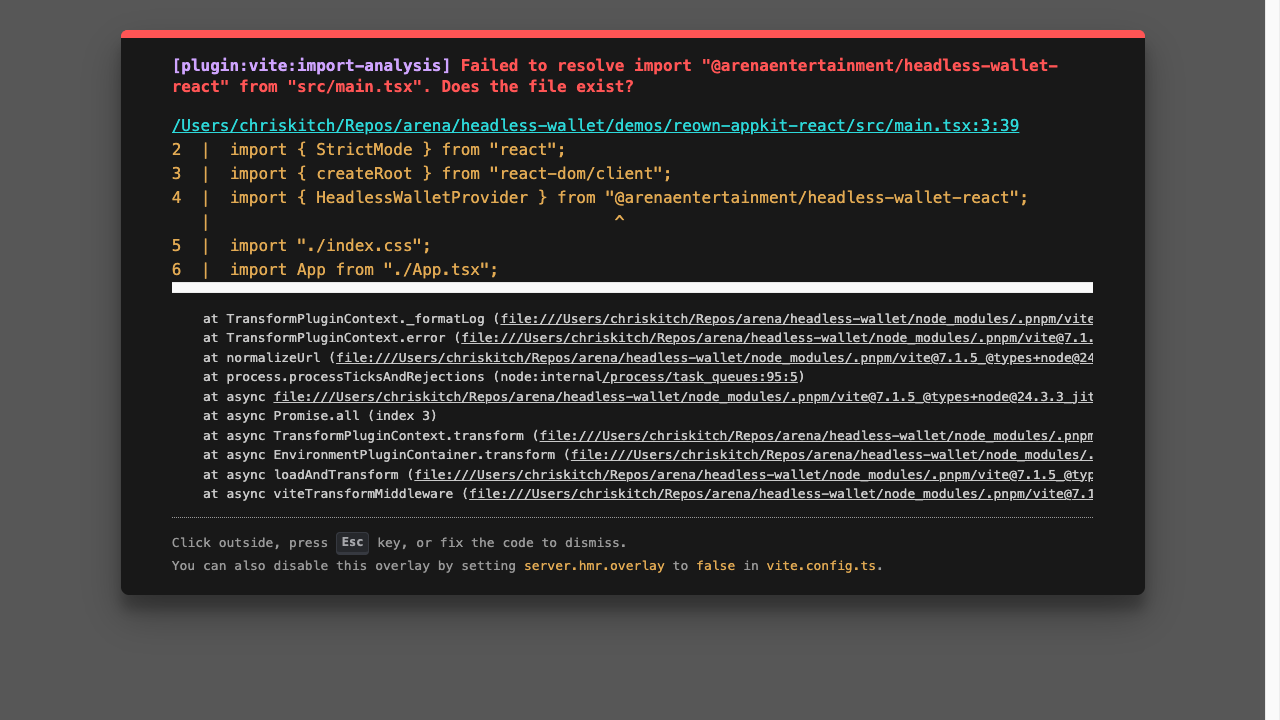 [plugin:vite:import-analysis] Failed to resolve import "@arenaentertainment/headless-wallet-
react" from "src/main.tsx". Does the file exist?
/Users/chriskitch/Repos/arena/headless-wallet/demos/reown-appkit-react/src/main.tsx:3:39
2  |  import { StrictMode } from "react";
3  |  import { createRoot } from "react-dom/client";
4  |  import { HeadlessWalletProvider } from "@arenaentertainment/headless-wallet-react";
   |                                          ^
5  |  import "./index.css";
6  |  import App from "./App.tsx";
at TransformPluginContext._formatLog (file:///Users/chriskitch/Repos/arena/headless-wallet/node_modules/.pnpm/vite
at TransformPluginContext.error (file:///Users/chriskitch/Repos/arena/headless-wallet/node_modules/.pnpm/vite@7.1.
at normalizeUrl (file:///Users/chriskitch/Repos/arena/headless-wallet/node_modules/.pnpm/vite@7.1.5_@types+node@24
at process.processTicksAndRejections (node:internal/process/task_queues:95:5)
at async file:///Users/chriskitch/Repos/arena/headless-wallet/node_modules/.pnpm/vite@7.1.5_@types+node@24.3.3_jit
at async Promise.all (index 3)
at async TransformPluginContext.transform (file:///Users/chriskitch/Repos/arena/headless-wallet/node_modules/.pnpm
at async EnvironmentPluginContainer.transform (file:///Users/chriskitch/Repos/arena/headless-wallet/node_modules/.
at async loadAndTransform (file:///Users/chriskitch/Repos/arena/headless-wallet/node_modules/.pnpm/vite@7.1.5_@typ
at async viteTransformMiddleware (file:///Users/chriskitch/Repos/arena/headless-wallet/node_modules/.pnpm/vite@7.1
Click outside, press Esc key, or fix the code to dismiss.
You can also disable this overlay by setting server.hmr.overlay to false in vite.config.ts.